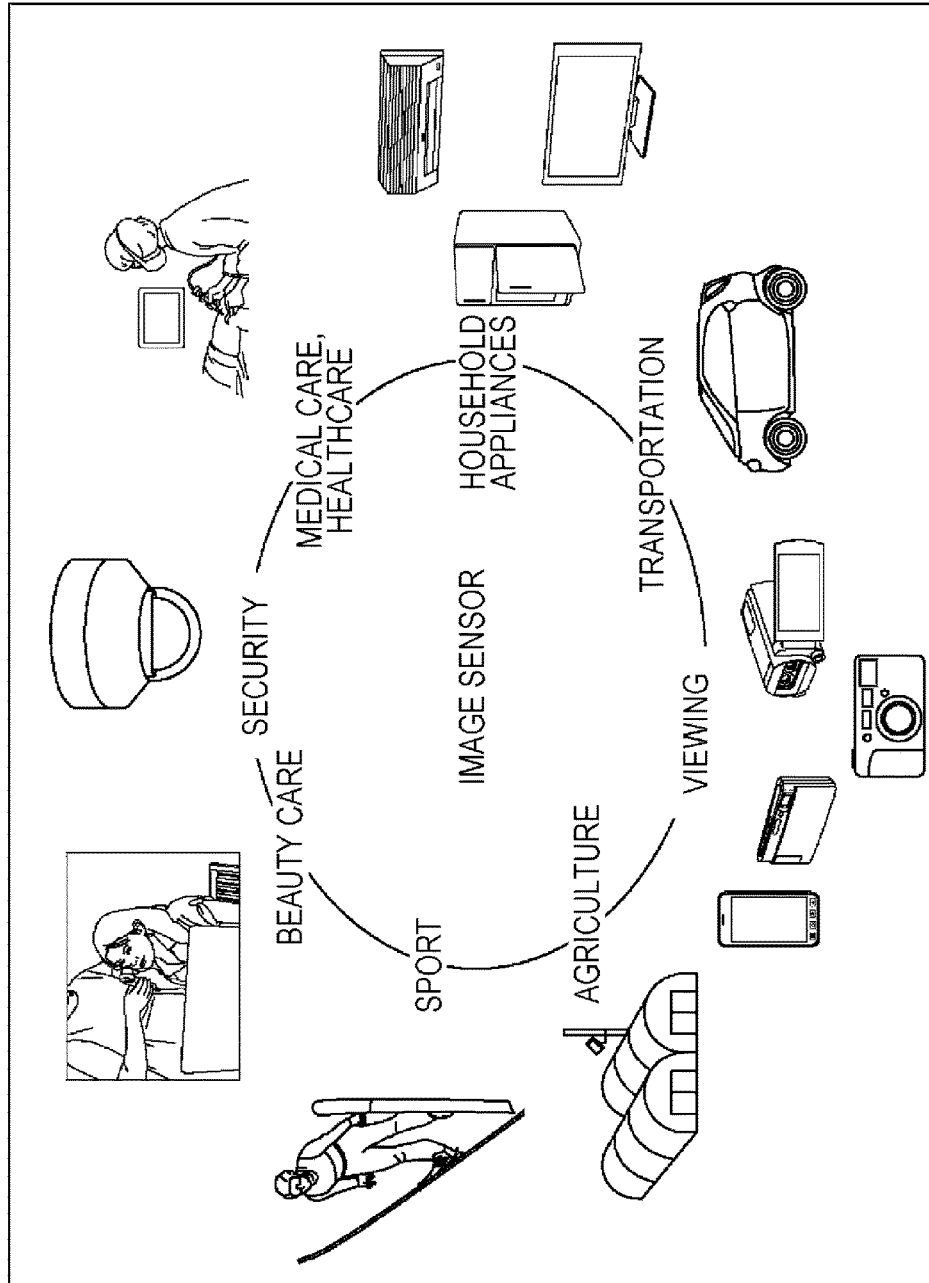 SECURITY
BEAUTY CARE
MEDICAL CARE,
HEALTHCARE
SPORT
IMAGE SENSOR
HOUSEHOLD
APPLIANCES
AGRICULTURE
TRANSPORTATION
VIEWING